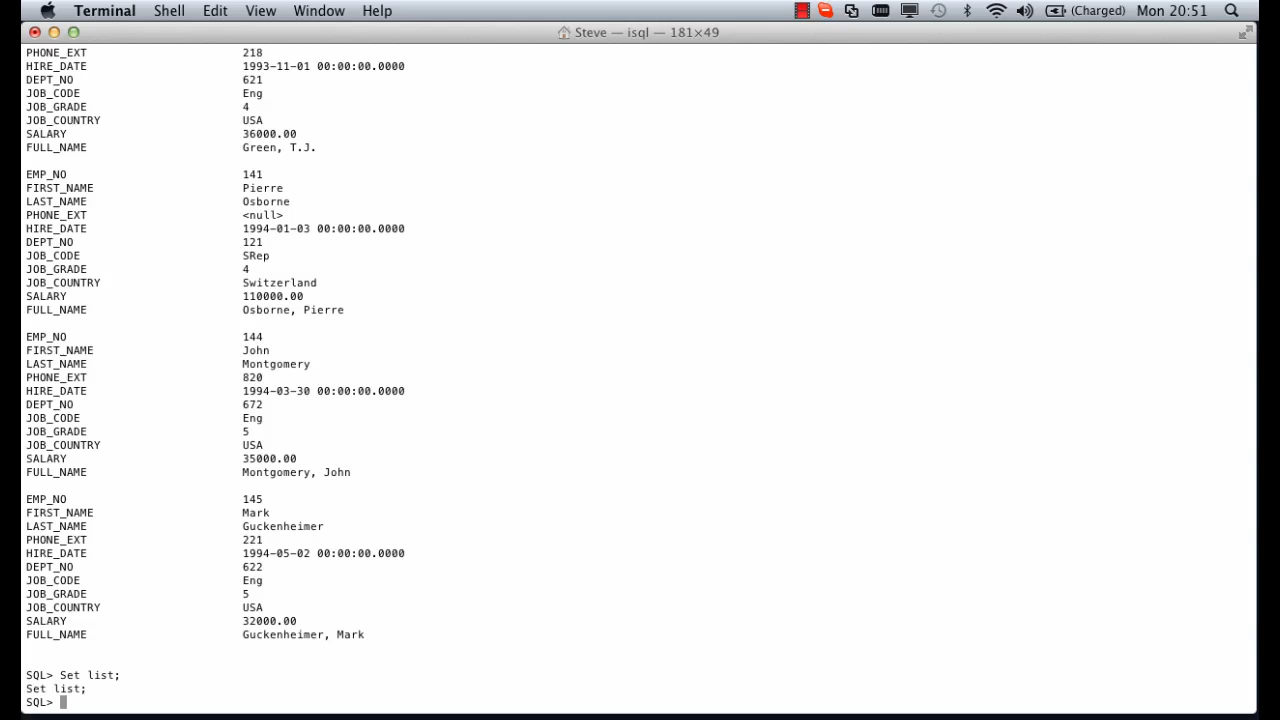 Terminal Shell Edit View Window Help (Charged) Mon 20:51
Steve — isql — 181×49
PHONE_EXT 218
HIRE_DATE 1993-11-01 00:00:00.0000
DEPT_NO 621
JOB_CODE Eng
JOB_GRADE 4
JOB_COUNTRY USA
SALARY 36000.00
FULL_NAME Green, T.J.
EMP_NO 141
FIRST_NAME Pierre
LAST_NAME Osborne
PHONE_EXT <null>
HIRE_DATE 1994-01-03 00:00:00.0000
DEPT_NO 121
JOB_CODE SRep
JOB_GRADE 4
JOB_COUNTRY Switzerland
SALARY 110000.00
FULL_NAME Osborne, Pierre
EMP_NO 144
FIRST_NAME John
LAST_NAME Montgomery
PHONE_EXT 820
HIRE_DATE 1994-03-30 00:00:00.0000
DEPT_NO 672
JOB_CODE Eng
JOB_GRADE 5
JOB_COUNTRY USA
SALARY 35000.00
FULL_NAME Montgomery, John
EMP_NO 145
FIRST_NAME Mark
LAST_NAME Guckenheimer
PHONE_EXT 221
HIRE_DATE 1994-05-02 00:00:00.0000
DEPT_NO 622
JOB_CODE Eng
JOB_GRADE 5
JOB_COUNTRY USA
SALARY 32000.00
FULL_NAME Guckenheimer, Mark
SQL> Set list;
Set list;
SQL>